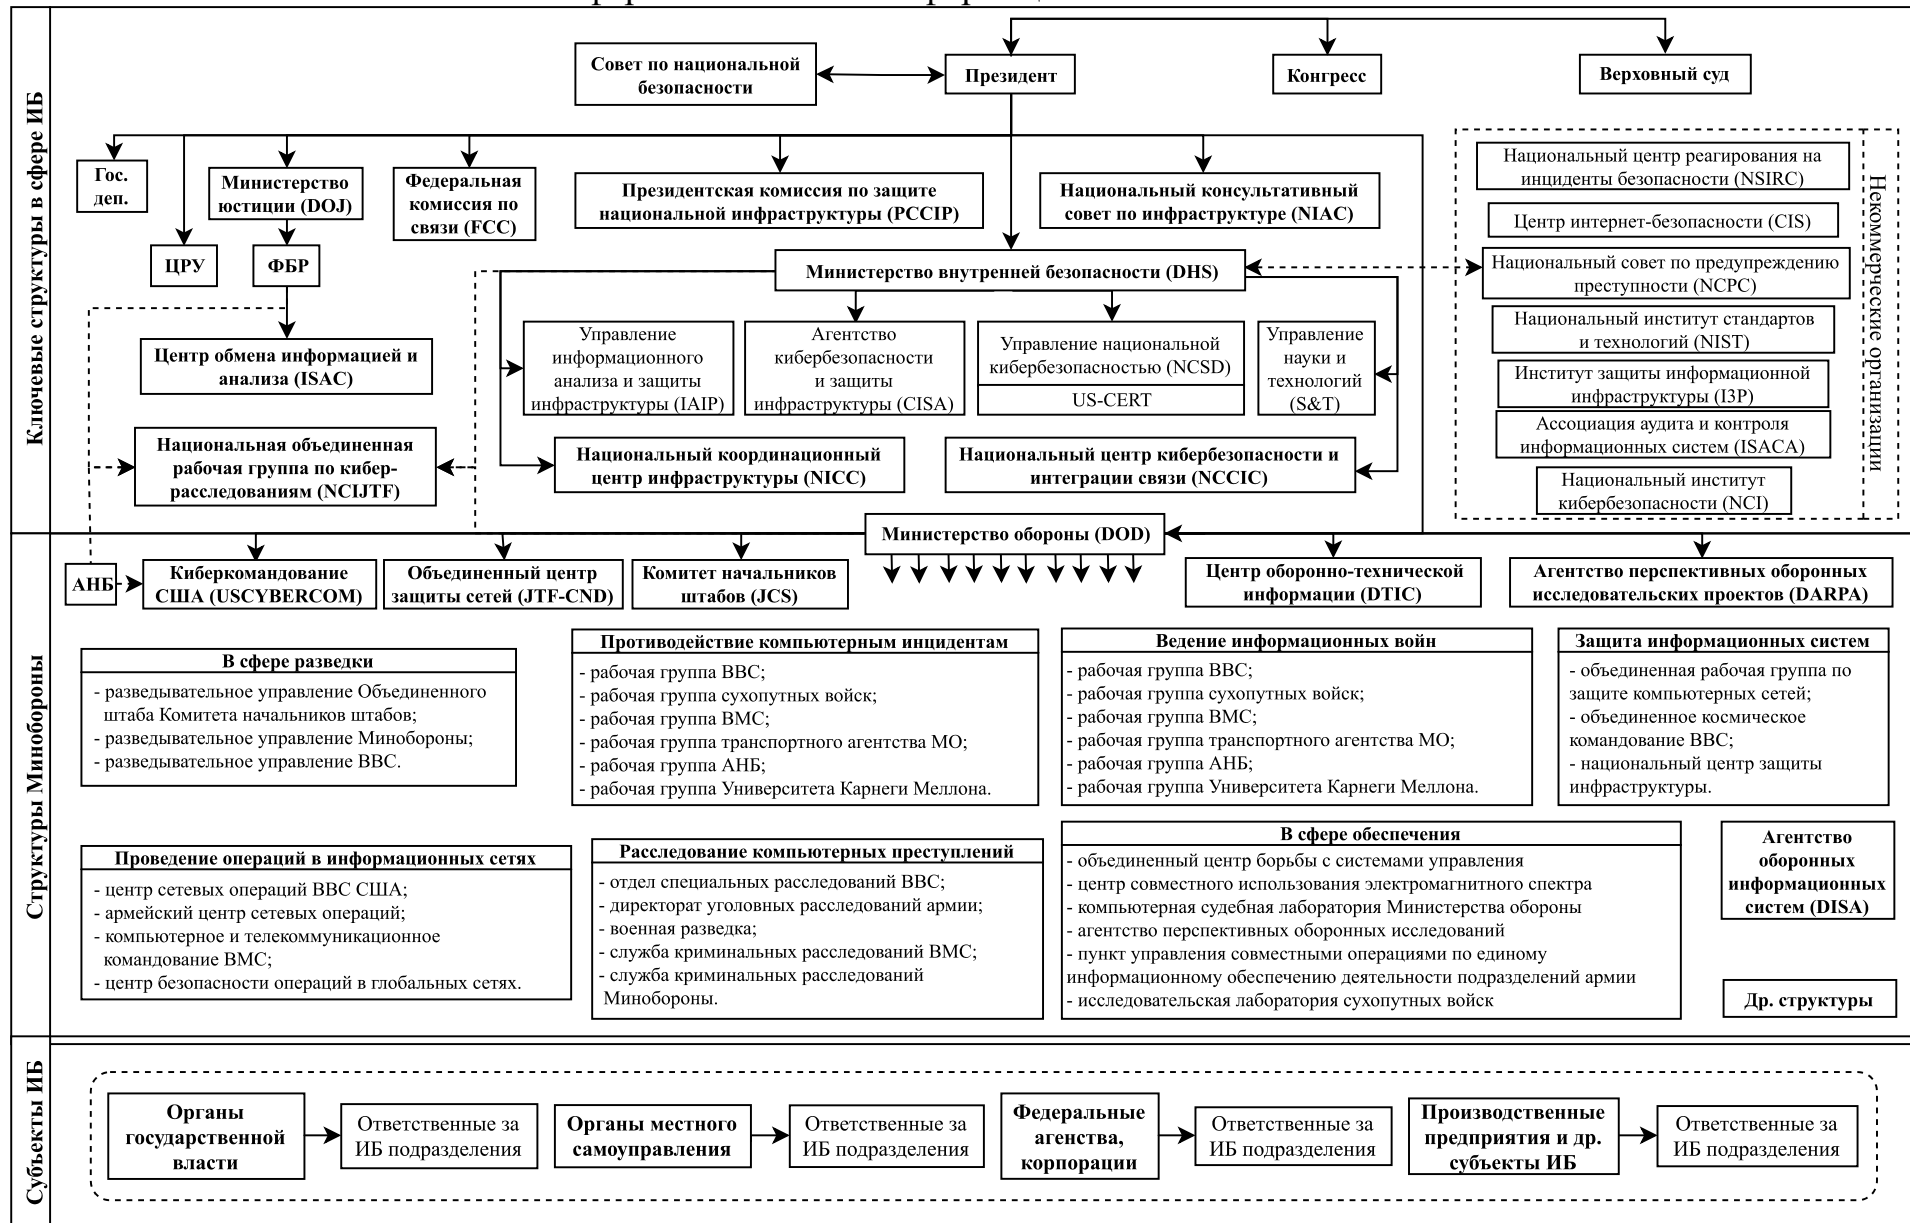 Ключевые структуры в сфере ИБ
Совет по национальной
безопасности
Президент
Конгресс
Верховный суд
Гос.
деп.
ЦРУ
Министерство
юстиции (DOJ)
ФБР
Федеральная
комиссия по
связи (FCC)
Президентская комиссия по защите
национальной инфраструктуры (PCCIP)
Национальный консультативный
совет по инфраструктуре (NIAC)
Министерство внутренней безопасности (DHS)
Некоммерческие организации
Национальный центр реагирования на
инциденты безопасности (NSIRC)
Центр интернет-безопасности (CIS)
Национальный совет по предупреждению
преступности (NCPC)
Национальный институт стандартов
и технологий (NIST)
Институт защиты информационной
инфраструктуры (I3P)
Ассоциация аудита и контроля
информационных систем (ISACA)
Национальный институт
кибербезопасности (NCI)
Центр обмена информацией и
анализа (ISAC)
Управление
информационного
анализа и защиты
инфраструктуры (IAIP)
Агентство
кибербезопасности
и защиты
инфраструктуры (CISA)
Управление национальной
кибербезопасностью (NCSD)
US-CERT
Управление
науки и
технологий
(S&T)
Национальная объединенная
рабочая группа по кибер-
расследованиям (NCIJTF)
Национальный координационный
центр инфраструктуры (NICC)
Национальный центр кибербезопасности и
интеграции связи (NCCIC)
Структуры Минобороны
Министерство обороны (DOD)
АНБ
Киберкомандование
США (USCYBERCOM)
Объединенный центр
защиты сетей (JTF-CND)
Комитет начальников
штабов (JCS)
Центр оборонно-технической
информации (DTIC)
Агентство перспективных оборонных
исследовательских проектов (DARPA)
В сфере разведки
- разведывательное управление Объединенного
штаба Комитета начальников штабов;
- разведывательное управление Минобороны;
- разведывательное управление ВВС.
Противодействие компьютерным инцидентам
- рабочая группа ВВС;
- рабочая группа сухопутных войск;
- рабочая группа ВМС;
- рабочая группа транспортного агентства МО;
- рабочая группа АНБ;
- рабочая группа Университета Карнеги Меллона.
Ведение информационных войн
- рабочая группа ВВС;
- рабочая группа сухопутных войск;
- рабочая группа ВМС;
- рабочая группа транспортного агентства МО;
- рабочая группа АНБ;
- рабочая группа Университета Карнеги Меллона.
Защита информационных систем
- объединенная рабочая группа по
защите компьютерных сетей;
- объединенное космическое
командование ВВС;
- национальный центр защиты
инфраструктуры.
Проведение операций в информационных сетях
- центр сетевых операций ВВС США;
- армейский центр сетевых операций;
- компьютерное и телекоммуникационное
командование ВМС;
- центр безопасности операций в глобальных сетях.
Расследование компьютерных преступлений
- отдел специальных расследований ВВС;
- директорат уголовных расследований армии;
- военная разведка;
- служба криминальных расследований ВМС;
- служба криминальных расследований
Минобороны.
В сфере обеспечения
- объединенный центр борьбы с системами управления
- центр совместного использования электромагнитного спектра
- компьютерная судебная лаборатория Министерства обороны
- агентство перспективных оборонных исследований
- пункт управления совместными операциями по единому
информационному обеспечению деятельности подразделений армии
- исследовательская лаборатория сухопутных войск
Агентство
оборонных
информационных
систем (DISA)
Др. структуры
Субъекты ИБ
Органы
государственной
власти
Ответственные за
ИБ подразделения
Органы местного
самоуправления
Ответственные за
ИБ подразделения
Федеральные
агенства,
корпорации
Ответственные за
ИБ подразделения
Производственные
предприятия и др.
субъекты ИБ
Ответственные за
ИБ подразделения